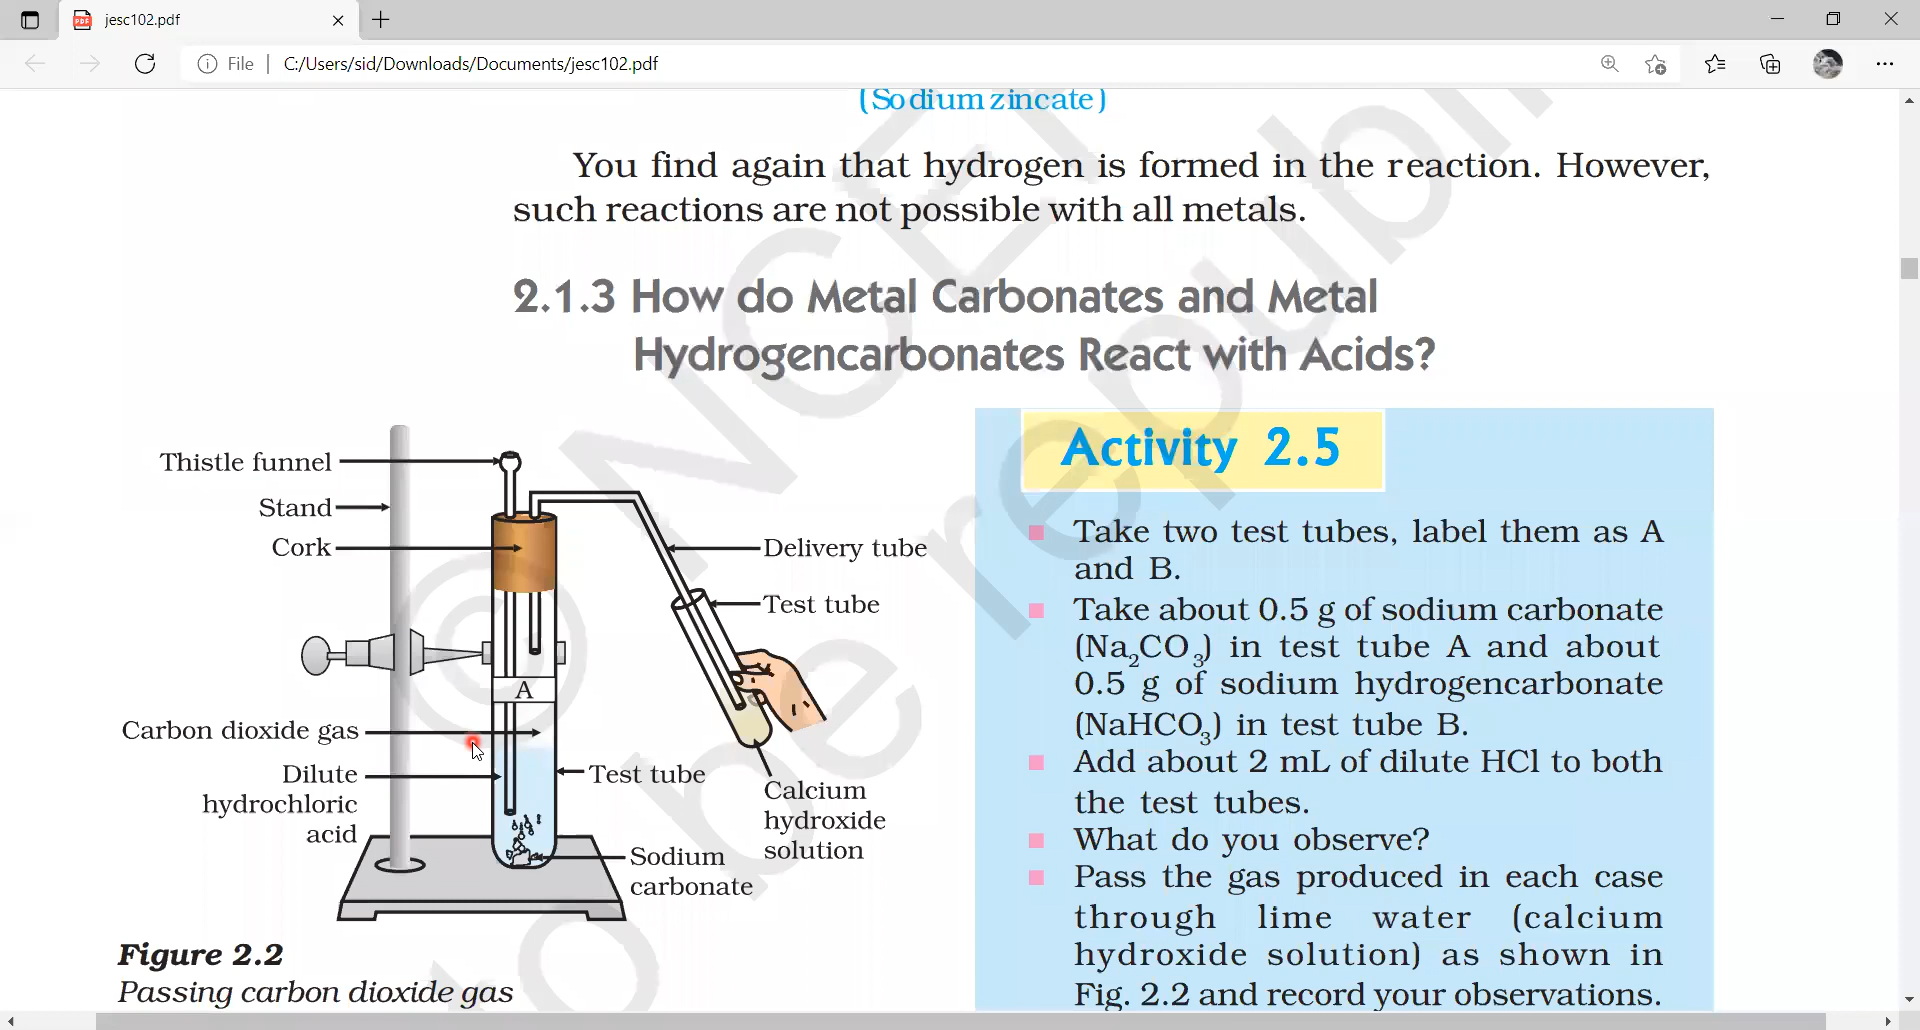 jesc102.pdf
File
C:/Users/sid/Downloads/Documents/jesc102.pdf
(Sodium zincate)
You find again that hydrogen is formed in the reaction. However,
such reactions are not possible with all metals.
2.1.3 How do Metal Carbonates and Metal
Hydrogencarbonates React with Acids?
Thistle funnel
Stand
Cork
Delivery tube
Test tube
A
Carbon dioxide gas
Dilute
hydrochloric
acid
Test tube
Calcium
hydroxide
solution
Sodium
carbonate
Figure 2.2
Passing carbon dioxide gas
Activity 2.5
Take two test tubes, label them as A
and B.
Take about 0.5 g of sodium carbonate
(Na₂CO₃) in test tube A and about
0.5 g of sodium hydrogencarbonate
(NaHCO₃) in test tube B.
Add about 2 mL of dilute HCl to both
the test tubes.
What do you observe?
Pass the gas produced in each case
through lime water (calcium
hydroxide solution) as shown in
Fig. 2.2 and record your observations.